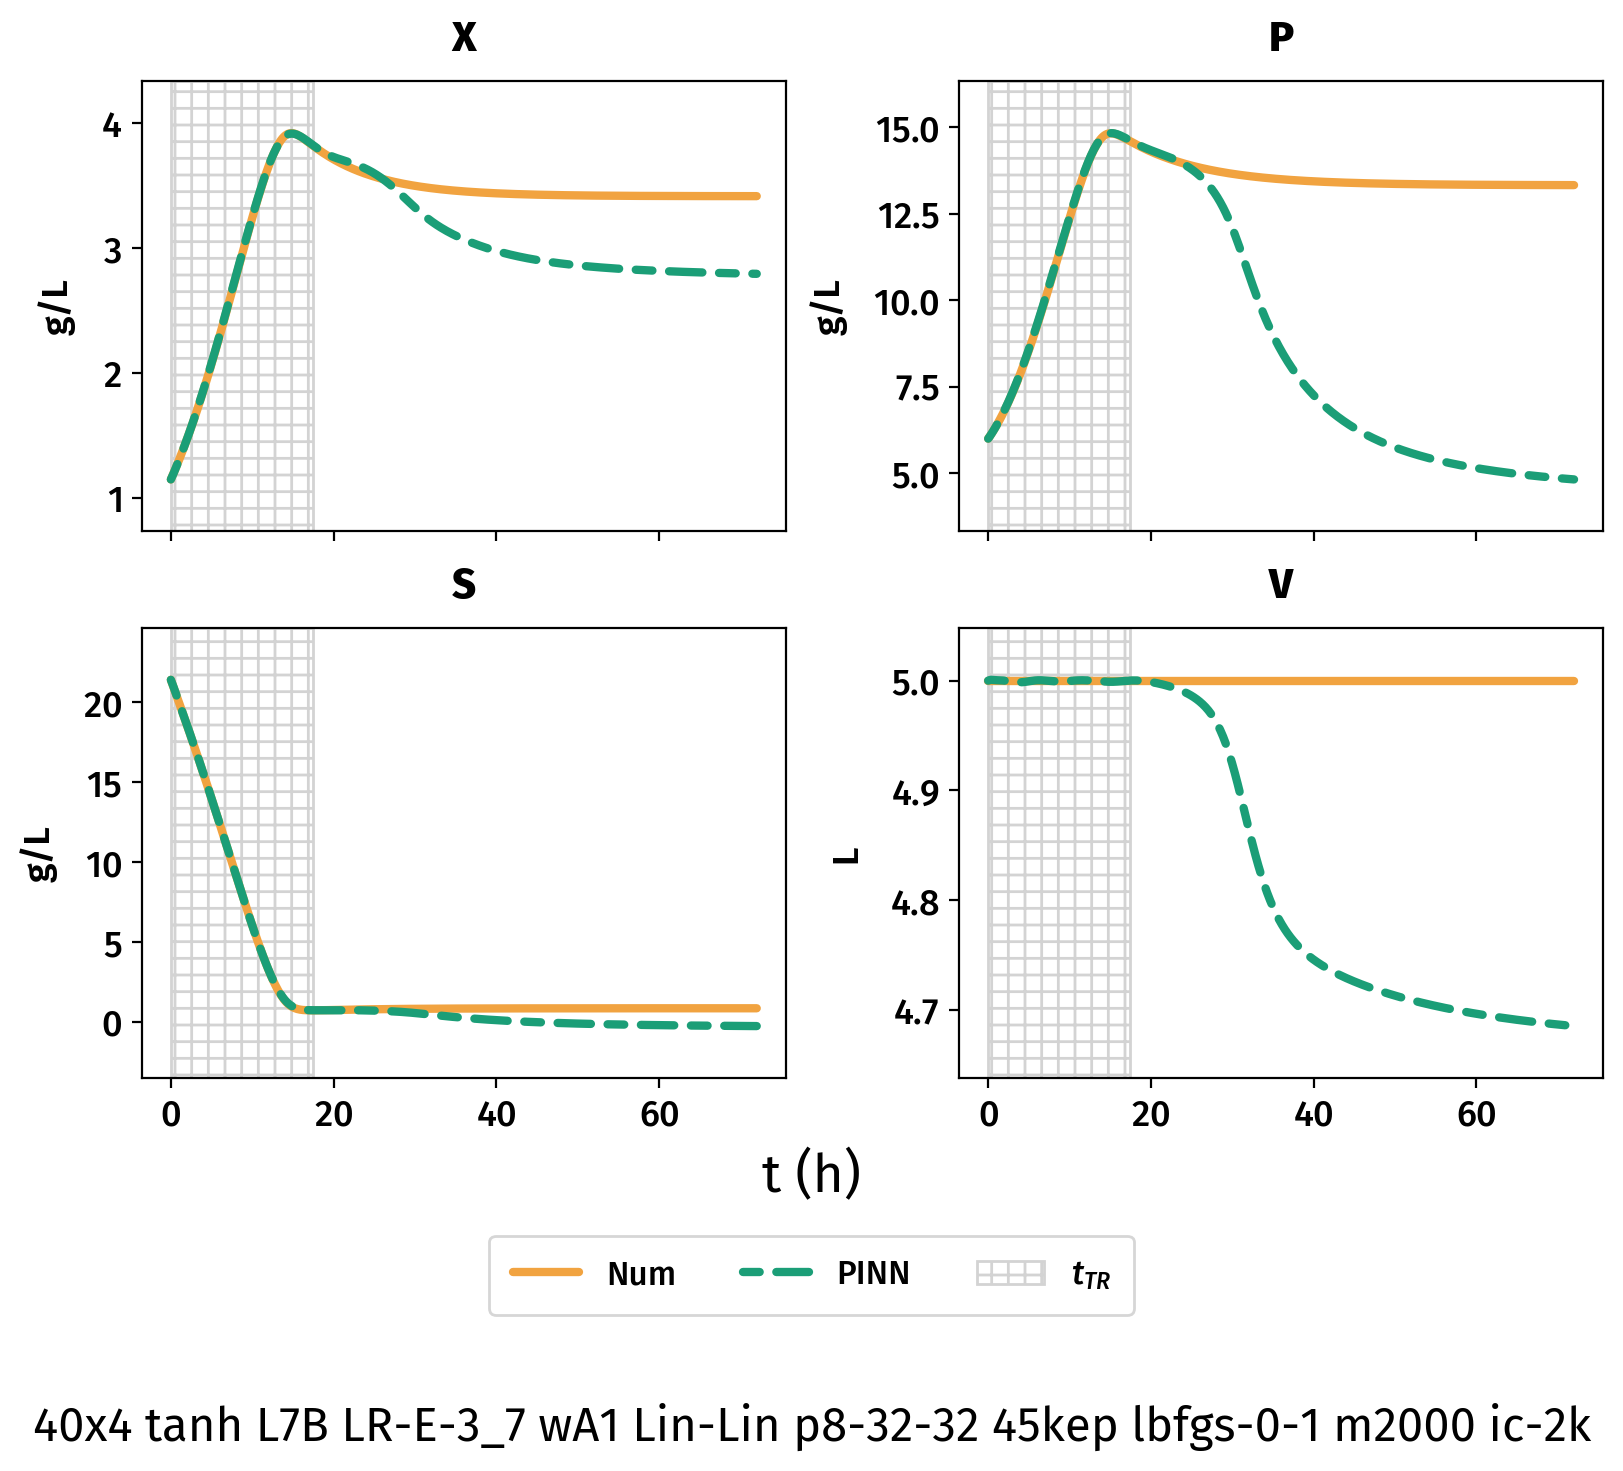 X
4
3
2
1
g/L
P
15.0
12.5
10.0
7.5
5.0
g/L
S
20
15
10
5
0
g/L
0 20 40 60
V
5.0
4.9
4.8
4.7
L
0 20 40 60
t (h)
Num PINN t_TR
40x4 tanh L7B LR-E-3_7 wA1 Lin-Lin p8-32-32 45kep lbfgs-0-1 m2000 ic-2k